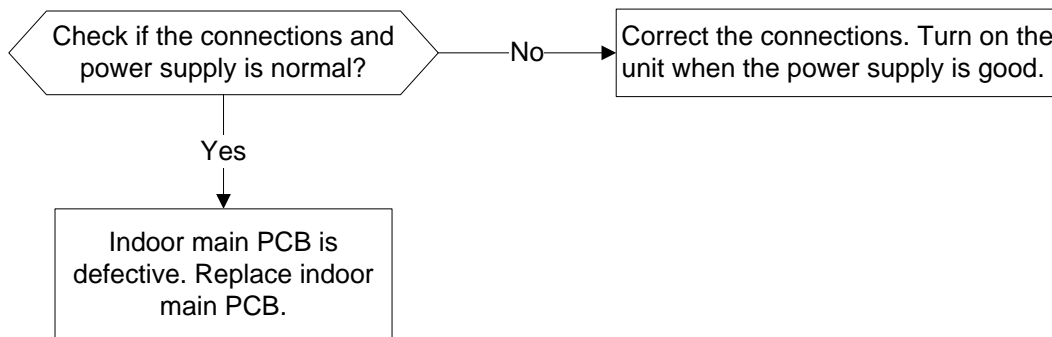 Check if the connections and
power supply is normal?
No
Correct the connections. Turn on the
unit when the power supply is good.
Yes
Indoor main PCB is
defective. Replace indoor
main PCB.